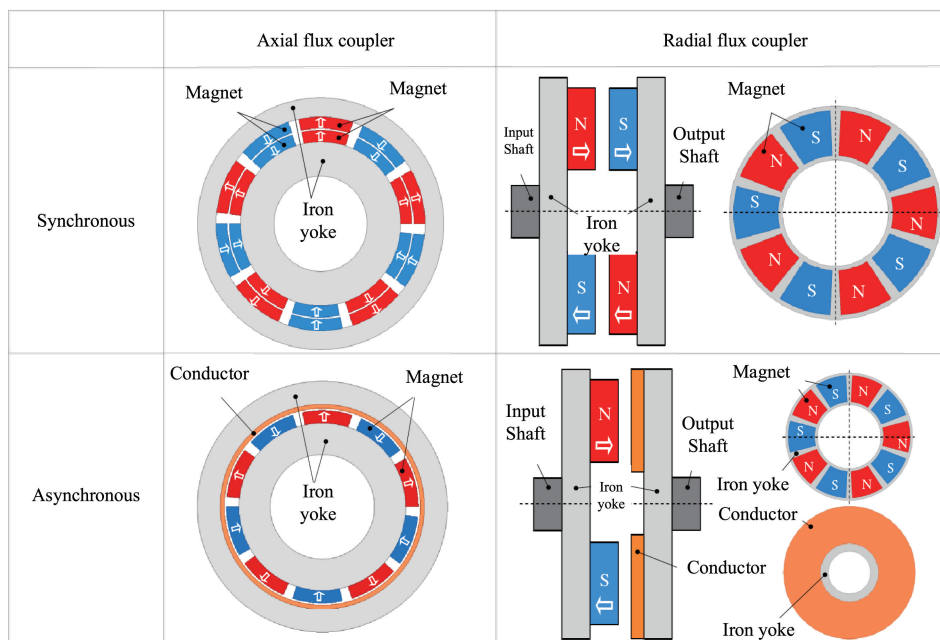 Axial flux coupler
Radial flux coupler
Synchronous
Magnet
Magnet
Iron
yoke
Input
Shaft
N
S
Output
Shaft
Iron
yoke
S
N
Magnet
S
N
N
S
S
N
N
S
S
N
Asynchronous
Conductor
Magnet
Iron
yoke
Input
Shaft
N
Output
Shaft
Iron
yoke
S
Conductor
Magnet
S
N
N
S
S
N
N
S
S
N
Iron yoke
Conductor
Iron yoke